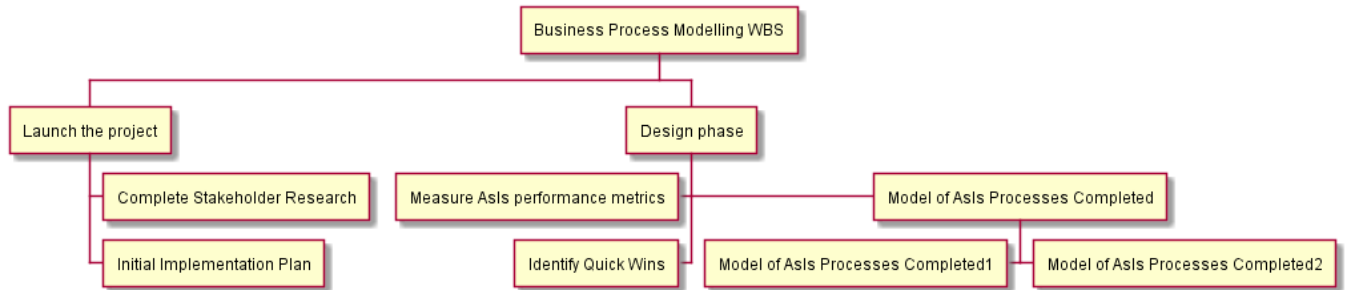 Business Process Modelling WBS
Launch the project
Design phase
Complete Stakeholder Research
Measure AsIs performance metrics
Model of AsIs Processes Completed
Initial Implementation Plan
Identify Quick Wins
Model of AsIs Processes Completed1
Model of AsIs Processes Completed2